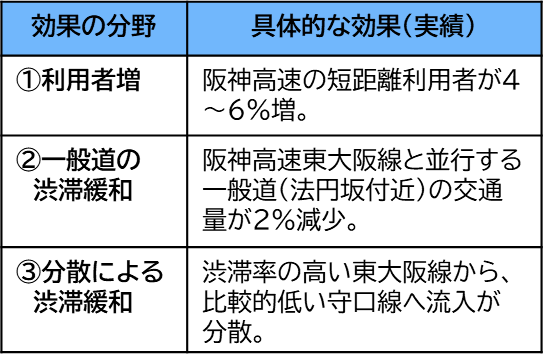 効果の分野
具体的な効果(実績)
①利用者増
阪神高速の短距離利用者が4
~6%増。
②一般道の
渋滞緩和
阪神高速東大阪線と並行する
一般道(法円坂付近)の交通
量が2%減少。
③分散による
渋滞緩和
渋滞率の高い東大阪線から、
比較的低い守口線へ流入が
分散。